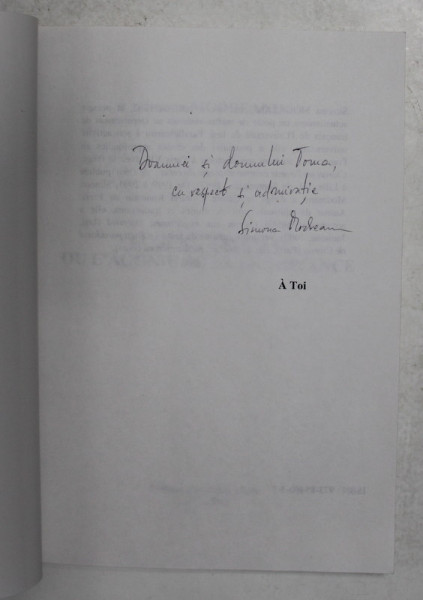 Doamnei și domnului Toma,
cu respect și admirație
Simona Modreanu
À Toi